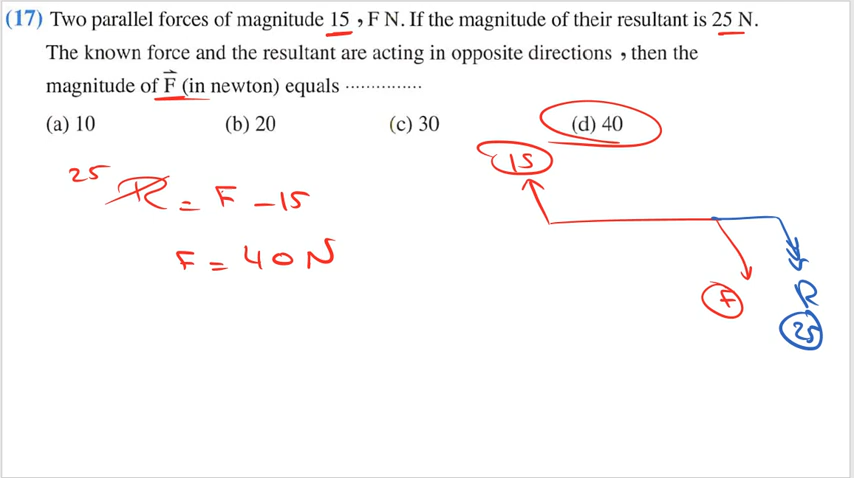 (17) Two parallel forces of magnitude 15 , F N. If the magnitude of their resultant is 25 N.
The known force and the resultant are acting in opposite directions , then the
magnitude of F⃗ (in newton) equals ···············
(a) 10 (b) 20 (c) 30 (d) 40
15
25
R = F - 15
F = 40 N
F
R
25